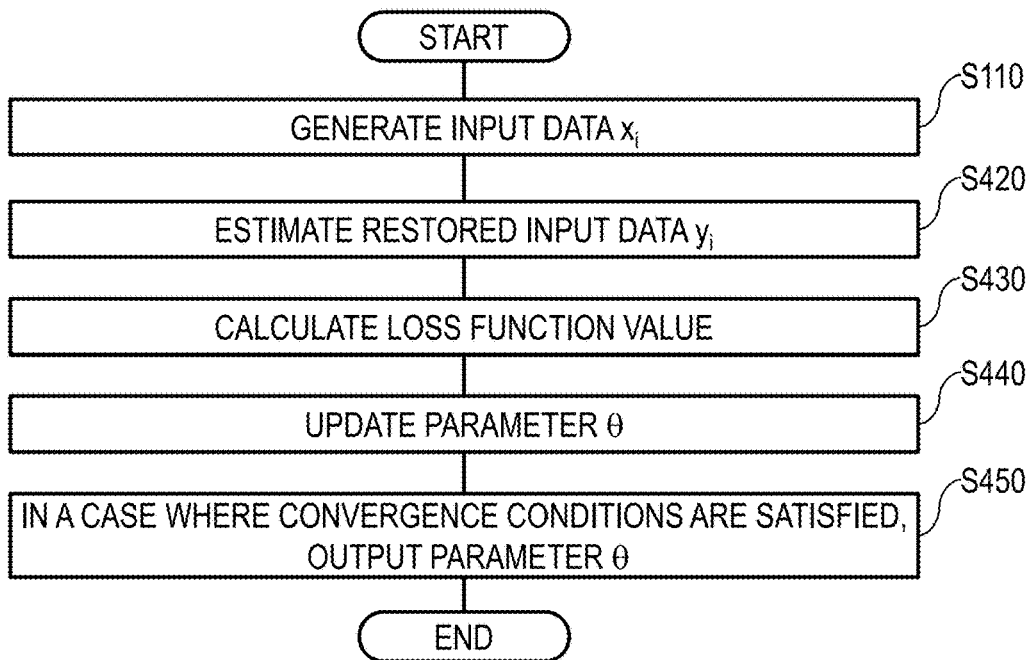 START
S110
GENERATE INPUT DATA xᵢ
S420
ESTIMATE RESTORED INPUT DATA yᵢ
S430
CALCULATE LOSS FUNCTION VALUE
S440
UPDATE PARAMETER θ
S450
IN A CASE WHERE CONVERGENCE CONDITIONS ARE SATISFIED,
OUTPUT PARAMETER θ
END